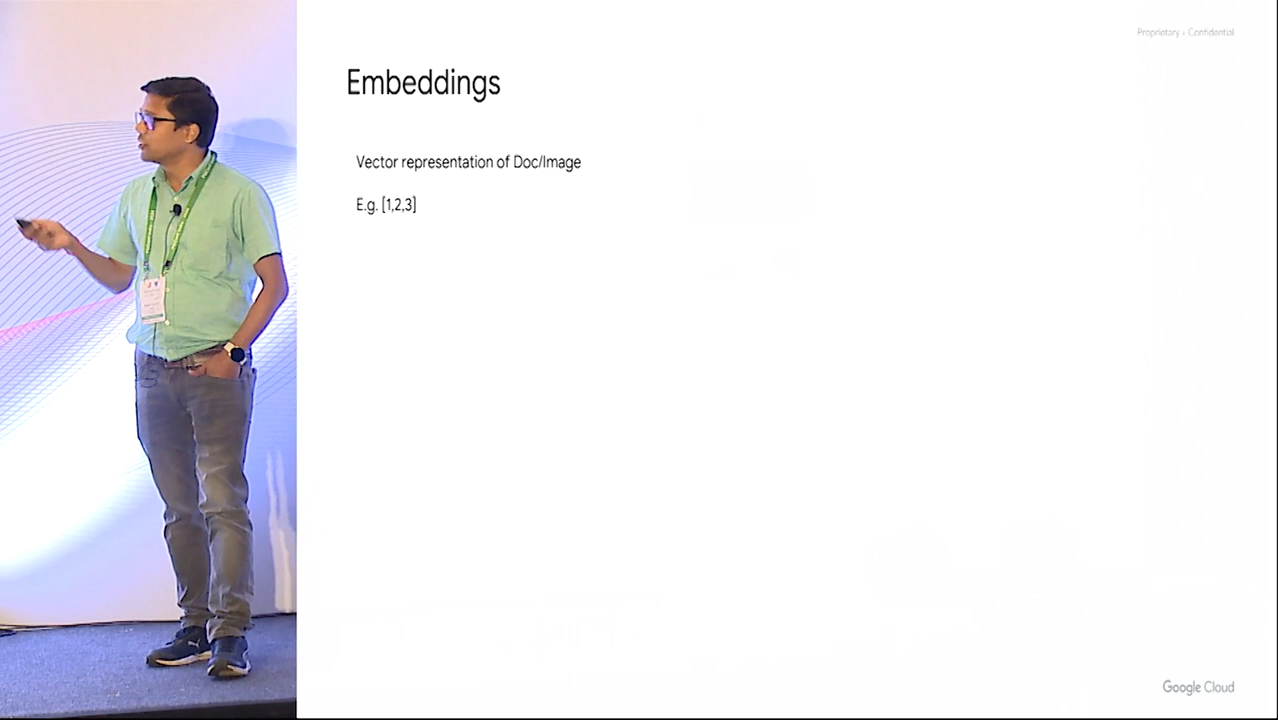 Proprietary + Confidential
Embeddings
Vector representation of Doc/Image
E.g. [1,2,3]
Google Cloud